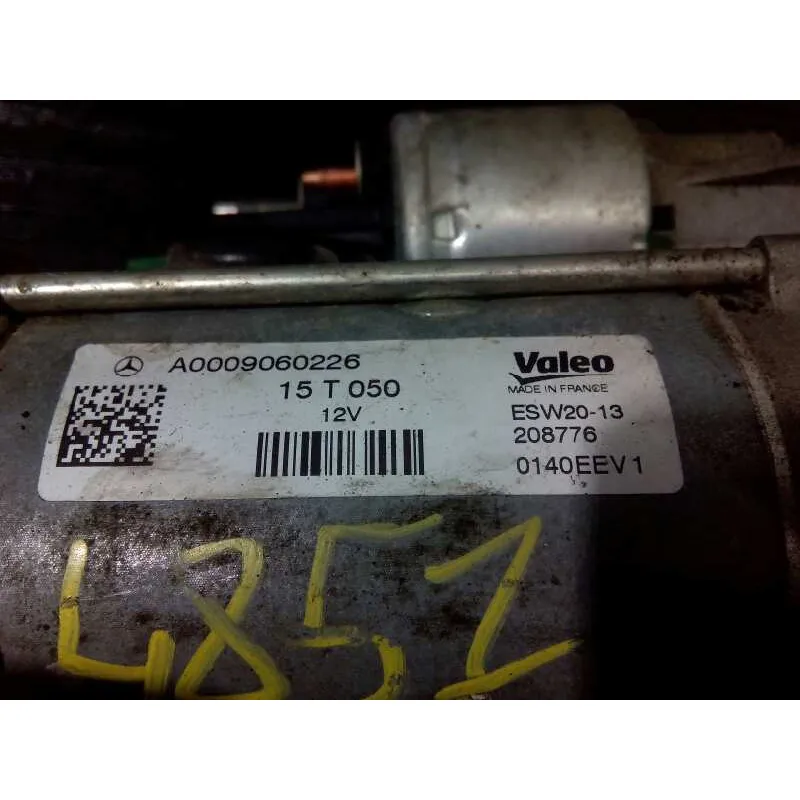 A0009060226
15 T 050
12V
Valeo
MADE IN FRANCE
ESW20-13
208776
0140EEV1
4851